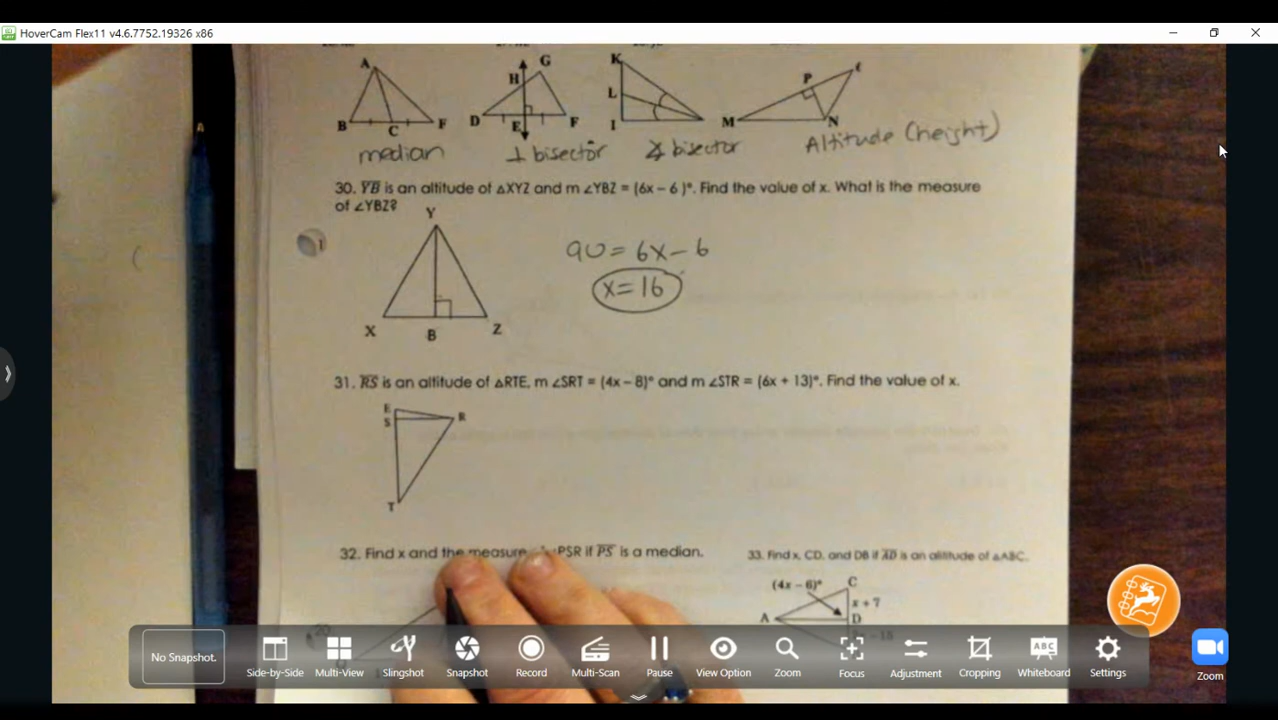 HoverCam Flex11 v4.6.7752.19326 x86
A
B
C
F
median
G
H
D
E
F
⊥ bisector
K
L
I
∡ bisector
P
M
N
Altitude (height)
30. YB is an altitude of △XYZ and m ∠YBZ = (6x – 6 )°. Find the value of x. What is the measure
of ∠YBZ?
Y
X
B
Z
1
90 = 6x – 6
x = 16
31. RS is an altitude of △RTE, m ∠SRT = (4x – 8)° and m ∠STR = (6x + 13)°. Find the value of x.
E
S
R
T
32. Find x and the measure PSR if PS is a median.
33. Find x, CD, and DB if AD is an altitude of △ABC.
(4x – 6)°
C
x + 7
A
D
No Snapshot.
Side-by-Side
Multi-View
Slingshot
Snapshot
Record
Multi-Scan
Pause
View Option
Zoom
Focus
Adjustment
Cropping
ABC
Whiteboard
Settings
Zoom